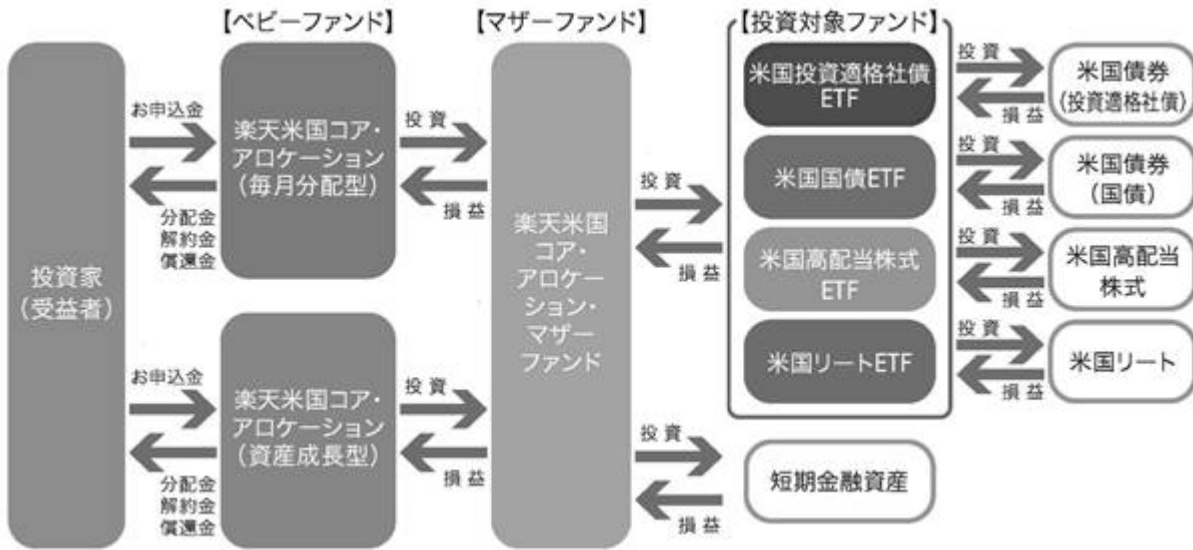 【ベビーファンド】
【マザーファンド】
【投資対象ファンド】
投資家
（受益者）
お申込金
分配金
解約金
償還金
楽天米国コア・
アロケーション
（毎月分配型）
投資
損益
お申込金
分配金
解約金
償還金
楽天米国コア・
アロケーション
（資産成長型）
投資
損益
楽天米国
コア・
アロケー
ション・
マザー
ファンド
投資
損益
米国投資適格社債
ETF
投資
損益
米国債券
（投資適格社債）
米国国債ETF
投資
損益
米国債券
（国債）
米国高配当株式
ETF
投資
損益
米国高配当
株式
米国リートETF
投資
損益
米国リート
投資
損益
短期金融資産